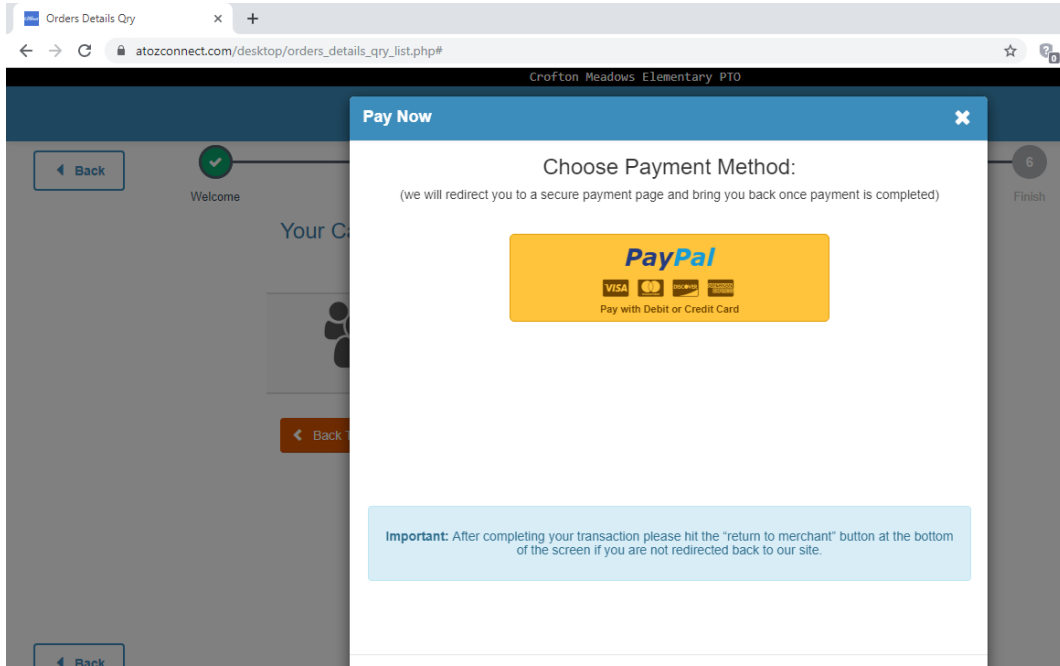 Orders Details Qry
atozconnect.com/desktop/orders_details_qry_list.php#
0
Crofton Meadows Elementary PTO
Pay Now
Back
Welcome
6
Finish
Choose Payment Method:
(we will redirect you to a secure payment page and bring you back once payment is completed)
Your Ca
PayPal
VISA DISCOVER
Pay with Debit or Credit Card
Back T
Important: After completing your transaction please hit the "return to merchant" button at the bottom
of the screen if you are not redirected back to our site.
Back